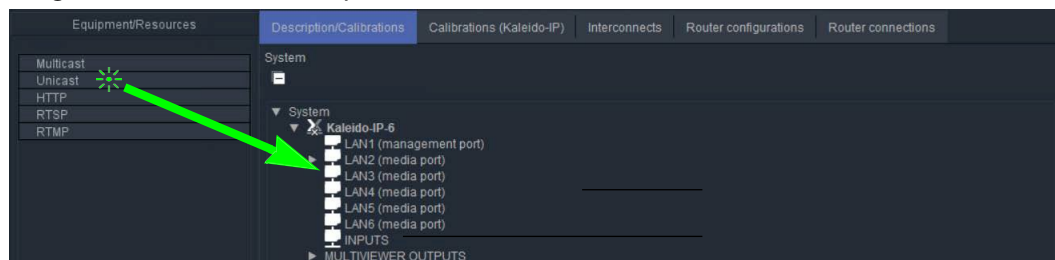 Equipment/Resources
Multicast
Unicast
HTTP
RTSP
RTMP
Description/Calibrations
Calibrations (Kaleido-IP)
Interconnects
Router configurations
Router connections
System
System
Kaleido-IP-6
LAN1 (management port)
LAN2 (media port)
LAN3 (media port)
LAN4 (media port)
LAN5 (media port)
LAN6 (media port)
INPUTS
MULTIVIEWER OUTPUTS